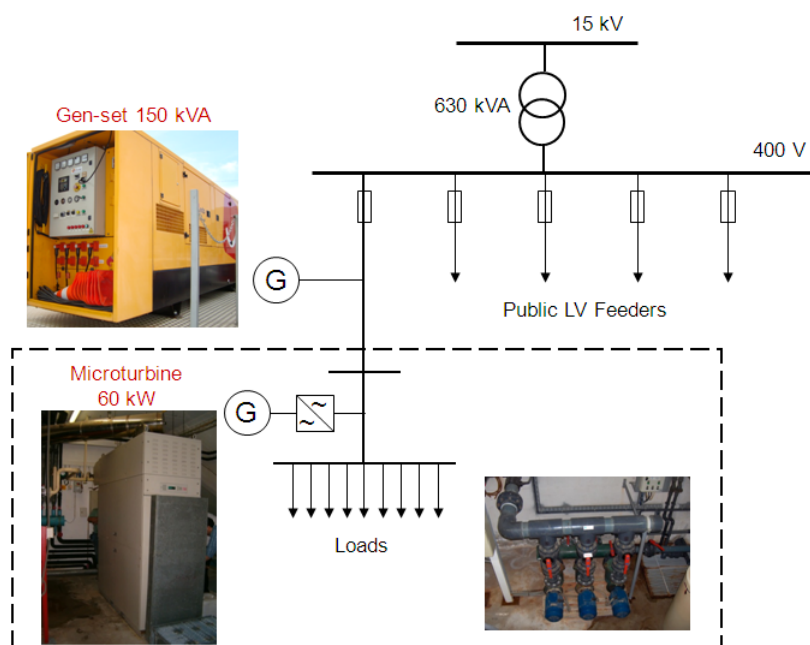 15 kV
Gen-set 150 kVA
630 kVA
400 V
G
Public LV Feeders
Microturbine
60 kW
G
~
~
Loads